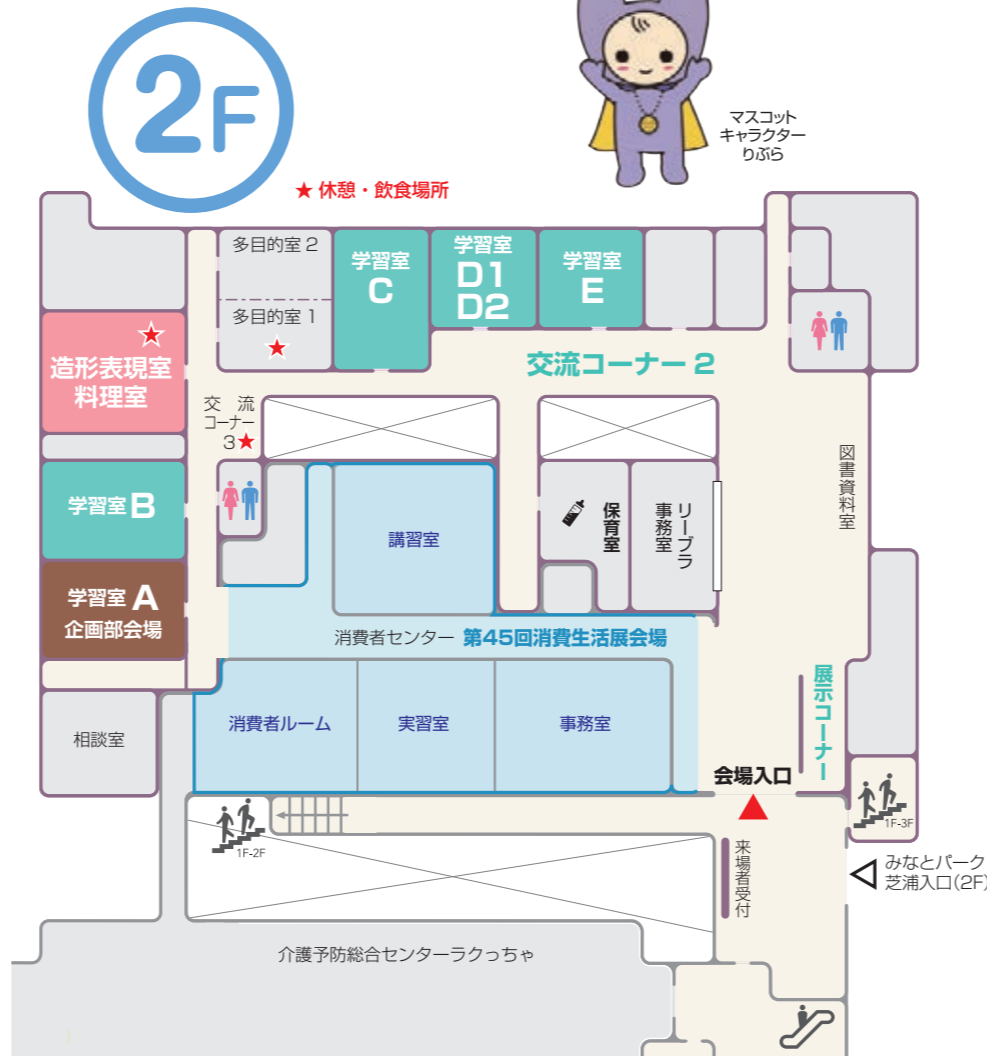 2F
マスコット
キャラクター
りぶら
★ 休憩・飲食場所
多目的室 2
多目的室 1
学習室
C
学習室
D1
D2
学習室
E
造形表現室
料理室
交流コーナー 2
交 流
コーナー
3★
図書資料室
学習室 B
保育室
リーブラ
事務室
講習室
学習室 A
企画部会場
消費者センター 第45回消費生活展会場
展示コーナー
相談室
消費者ルーム
実習室
事務室
会場入口
1F-2F
1F-3F
来場者受付
みなとパーク
芝浦入口(2F)
介護予防総合センターラクっちゃ